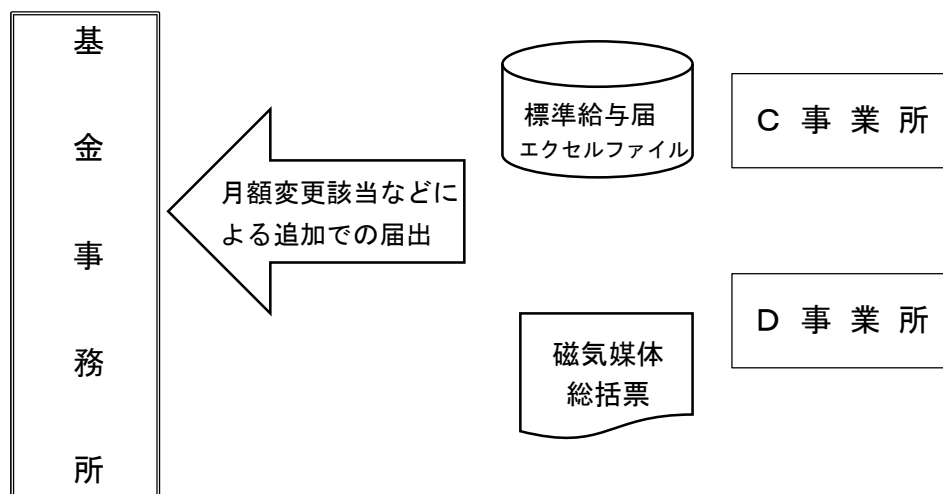 基金事務所
標準給与届
エクセルファイル
C 事 業 所
月額変更該当などに
よる追加での届出
D 事 業 所
磁気媒体
総括票